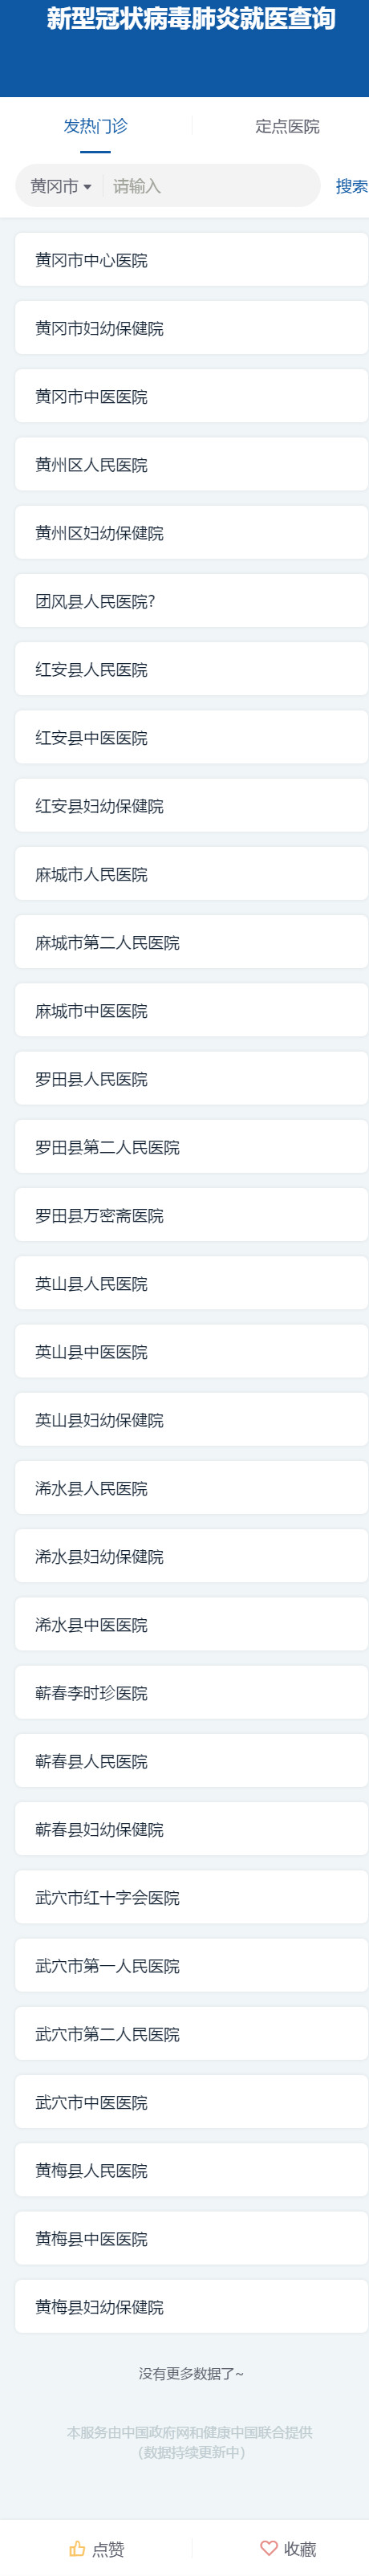 新型冠状病毒肺炎就医查询
发热门诊
定点医院
黄冈市 请输入 搜索
黄冈市中心医院
黄冈市妇幼保健院
黄冈市中医医院
黄州区人民医院
黄州区妇幼保健院
团风县人民医院?
红安县人民医院
红安县中医医院
红安县妇幼保健院
麻城市人民医院
麻城市第二人民医院
麻城市中医医院
罗田县人民医院
罗田县第二人民医院
罗田县万密斋医院
英山县人民医院
英山县中医医院
英山县妇幼保健院
浠水县人民医院
浠水县妇幼保健院
浠水县中医医院
蕲春李时珍医院
蕲春县人民医院
蕲春县妇幼保健院
武穴市红十字会医院
武穴市第一人民医院
武穴市第二人民医院
武穴市中医医院
黄梅县人民医院
黄梅县中医医院
黄梅县妇幼保健院
没有更多数据了~
本服务由中国政府网和健康中国联合提供
(数据持续更新中)
点赞
收藏